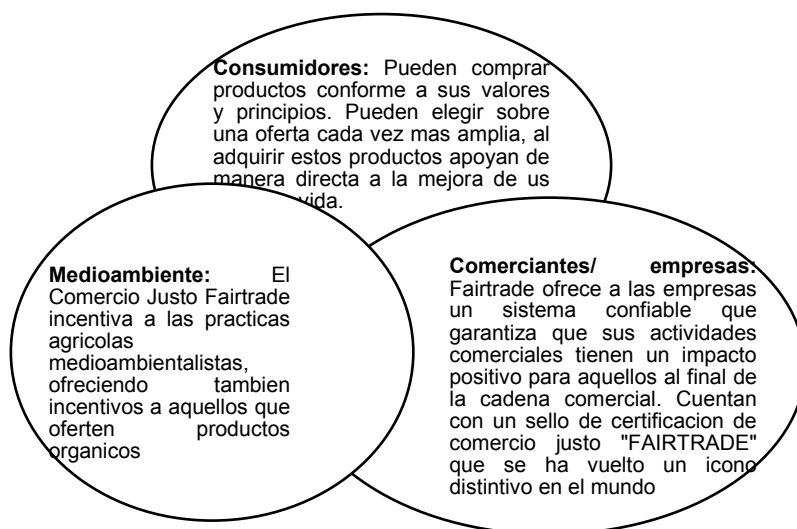 Consumidores: Pueden comprar
productos conforme a sus valores
y principios. Pueden elegir sobre
una oferta cada vez mas amplia, al
adquirir estos productos apoyan de
manera directa a la mejora de us
vida.
Medioambiente: El
Comercio Justo Fairtrade
incentiva a las practicas
agricolas
medioambientalistas,
ofreciendo tambien
incentivos a aquellos que
oferten productos
organicos
Comerciantes/ empresas:
Fairtrade ofrece a las empresas
un sistema confiable que
garantiza que sus actividades
comerciales tienen un impacto
positivo para aquellos al final de
la cadena comercial. Cuentan
con un sello de certificacion de
comercio justo "FAIRTRADE"
que se ha vuelto un icono
distintivo en el mundo